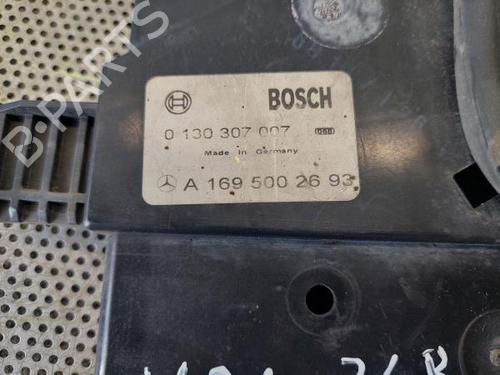 BOSCH
0 130 307 007
Made in Germany
A 169 500 26 93
B-PARTS